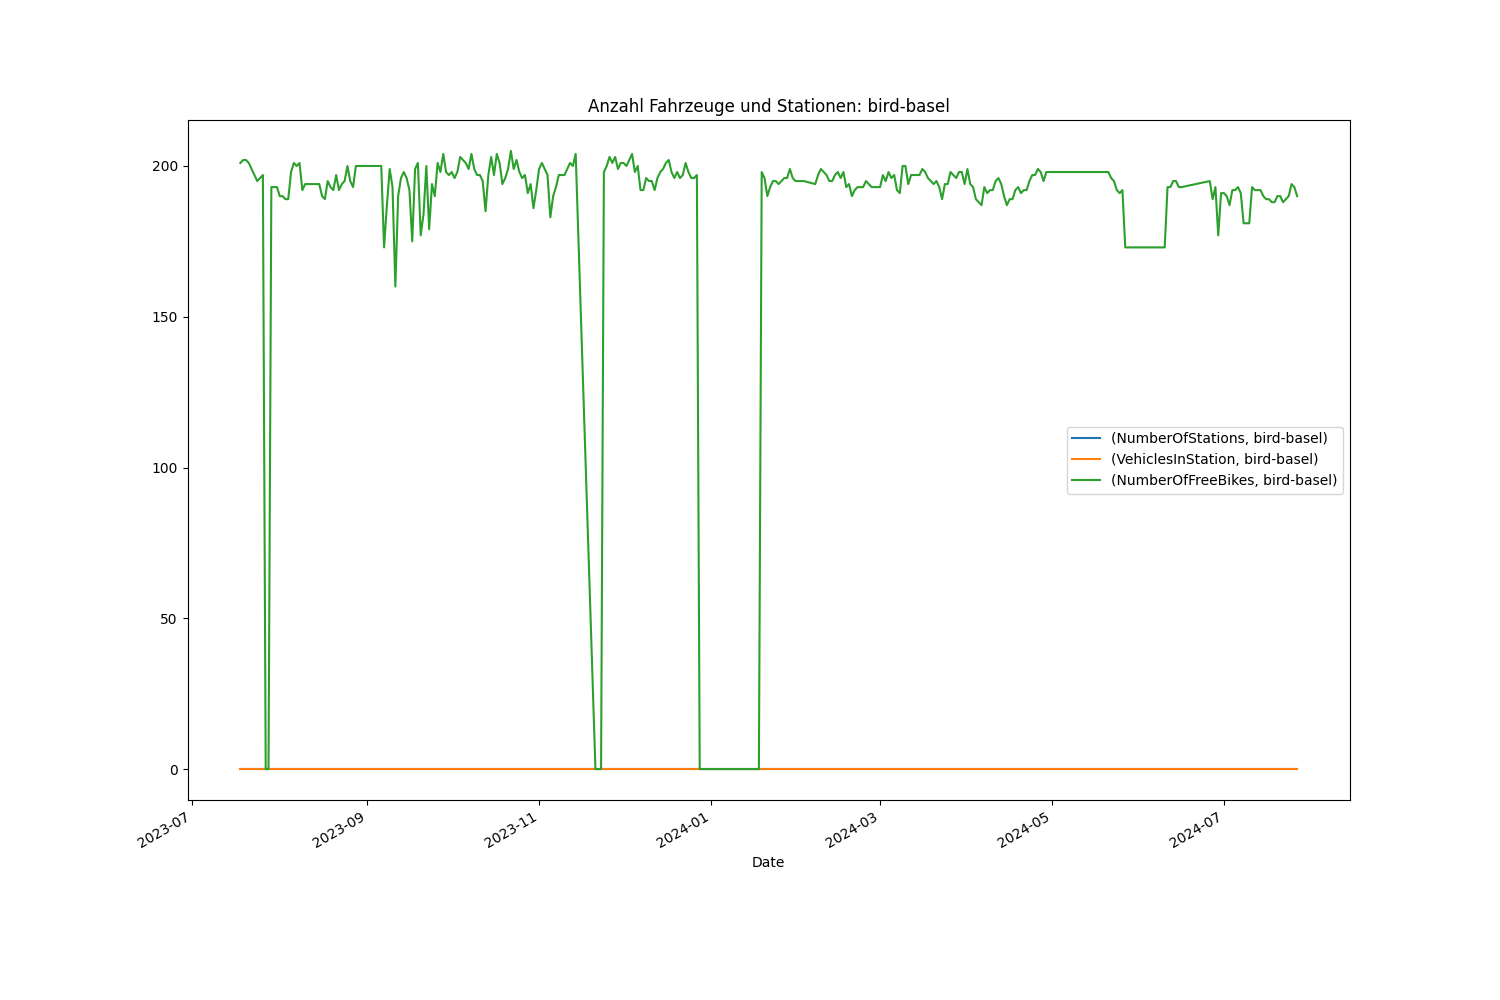 Anzahl Fahrzeuge und Stationen: bird-basel
200
150
100
50
0
(NumberOfStations, bird-basel)
(VehiclesInStation, bird-basel)
(NumberOfFreeBikes, bird-basel)
2023-07
2023-09
2023-11
2024-01
2024-03
2024-05
2024-07
Date